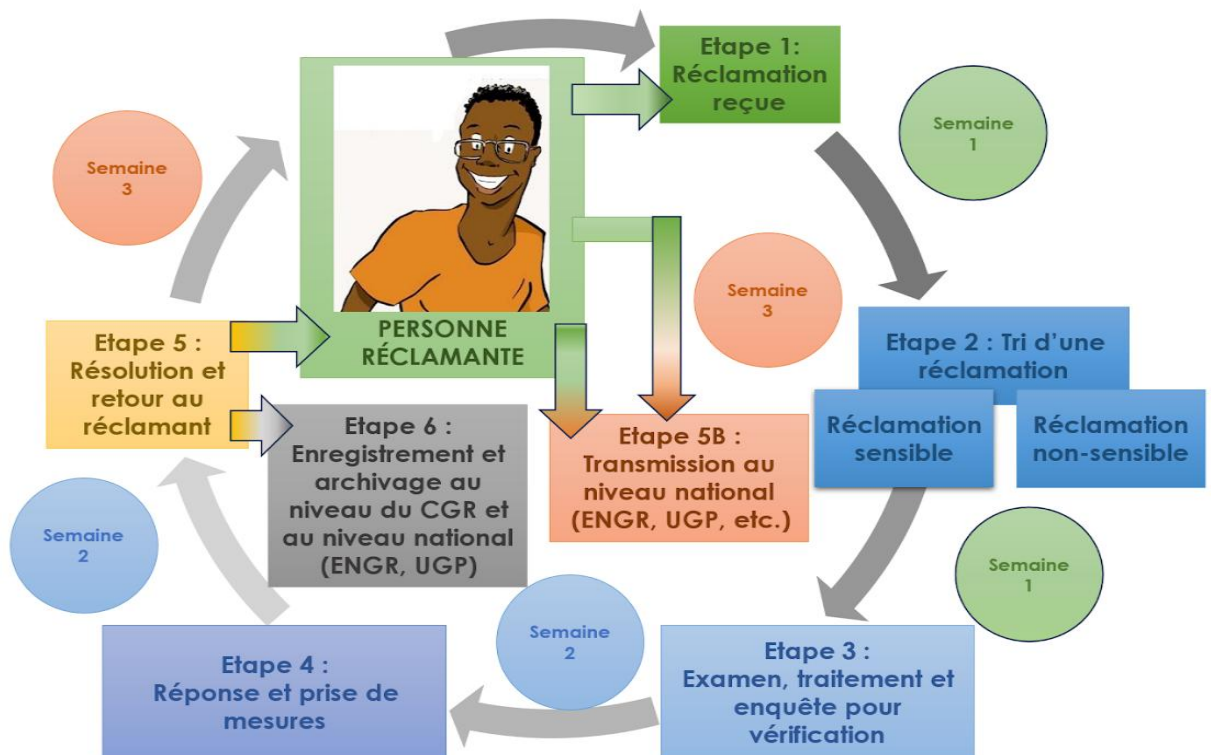 Etape 1:
Réclamation
reçue
Semaine
1
Etape 2 : Tri d’une
réclamation
Réclamation
sensible
Réclamation
non-sensible
Semaine
1
Etape 3 :
Examen, traitement et
enquête pour
vérification
Semaine
2
Etape 4 :
Réponse et prise de
mesures
Semaine
2
Etape 5 :
Résolution et
retour au
réclamant
Semaine
3
PERSONNE
RÉCLAMANTE
Semaine
3
Etape 5B :
Transmission au
niveau national
(ENGR, UGP, etc.)
Etape 6 :
Enregistrement et
archivage au
niveau du CGR et
au niveau national
(ENGR, UGP)